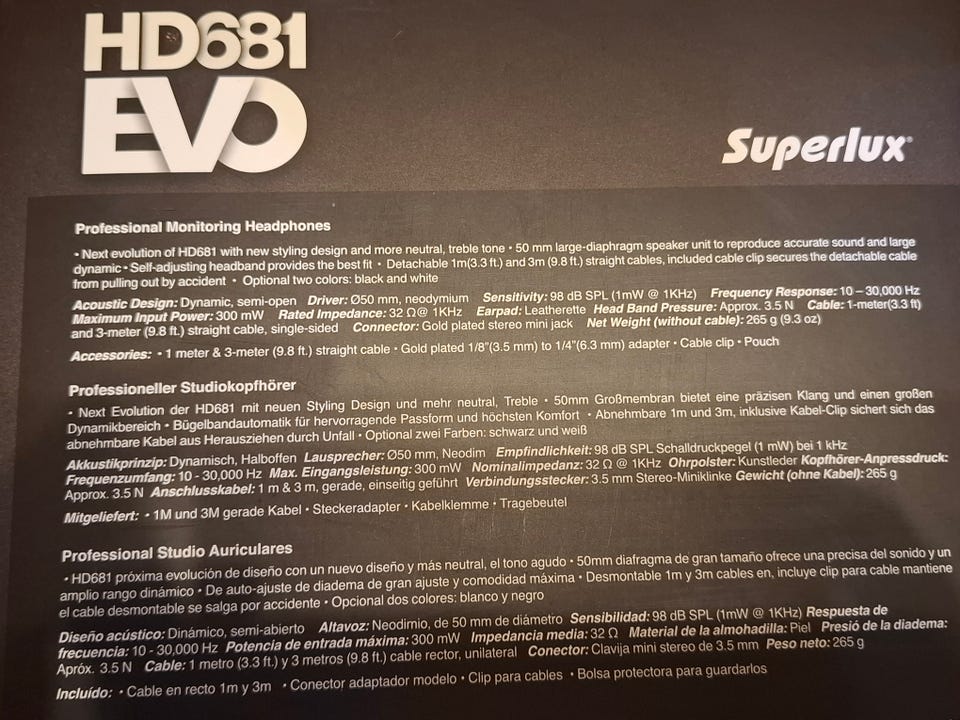 HD681
EVO
Superlux®
Professional Monitoring Headphones
• Next evolution of HD681 with new styling design and more neutral, treble tone • 50 mm large-diaphragm speaker unit to reproduce accurate sound and large
dynamic • Self-adjusting headband provides the best fit • Detachable 1m(3.3 ft.) and 3m (9.8 ft.) straight cables, included cable clip secures the detachable cable
from pulling out by accident • Optional two colors: black and white
Acoustic Design: Dynamic, semi-open Driver: Ø50 mm, neodymium Sensitivity: 98 dB SPL (1mW @ 1KHz) Frequency Response: 10 – 30,000 Hz
Maximum Input Power: 300 mW Rated Impedance: 32 Ω@ 1KHz Earpad: Leatherette Head Band Pressure: Approx. 3.5 N Cable: 1-meter(3.3 ft)
and 3-meter (9.8 ft.) straight cable, single-sided Connector: Gold plated stereo mini jack Net Weight (without cable): 265 g (9.3 oz)
Accessories: • 1 meter & 3-meter (9.8 ft.) straight cable • Gold plated 1/8"(3.5 mm) to 1/4"(6.3 mm) adapter • Cable clip • Pouch
Professioneller Studiokopfhörer
• Next Evolution der HD681 mit neuen Styling Design und mehr neutral, Treble • 50mm Großmembran bietet eine präzisen Klang und einen großen
Dynamikbereich • Bügelbandautomatik für hervorragende Passform und höchsten Komfort • Abnehmbare 1m und 3m, inklusive Kabel-Clip sichert sich das
abnehmbare Kabel aus Herausziehen durch Unfall • Optional zwei Farben: schwarz und weiß
Akkustikprinzip: Dynamisch, Halboffen Lausprecher: Ø50 mm, Neodim Empfindlichkeit: 98 dB SPL Schalldruckpegel (1 mW) bei 1 kHz
Frequenzumfang: 10 - 30,000 Hz Max. Eingangsleistung: 300 mW Nominalimpedanz: 32 Ω @ 1KHz Ohrpolster: Kunstleder Kopfhörer-Anpressdruck:
Approx. 3.5 N Anschlusskabel: 1 m & 3 m, gerade, einseitig geführt Verbindungsstecker: 3.5 mm Stereo-Miniklinke Gewicht (ohne Kabel): 265 g
Mitgeliefert: • 1M und 3M gerade Kabel • Steckeradapter • Kabelklemme • Tragebeutel
Professional Studio Auriculares
• HD681 próxima evolución de diseño con un nuevo diseño y más neutral, el tono agudo • 50mm diafragma de gran tamaño ofrece una precisa del sonido y un
amplio rango dinámico • De auto-ajuste de diadema de gran ajuste y comodidad máxima • Desmontable 1m y 3m cables en, incluye clip para cable mantiene
el cable desmontable se salga por accidente • Opcional dos colores: blanco y negro
Diseño acústico: Dinámico, semi-abierto Altavoz: Neodimio, de 50 mm de diámetro Sensibilidad: 98 dB SPL (1mW @ 1KHz) Respuesta de
frecuencia: 10 - 30,000 Hz Potencia de entrada máxima: 300 mW Impedancia media: 32 Ω Material de la almohadilla: Piel Presió de la diadema:
Apróx. 3.5 N Cable: 1 metro (3.3 ft.) y 3 metros (9.8 ft.) cable rector, unilateral Conector: Clavija mini stereo de 3.5 mm Peso neto: 265 g
Incluído: • Cable en recto 1m y 3m • Conector adaptador modelo • Clip para cables • Bolsa protectora para guardarlos